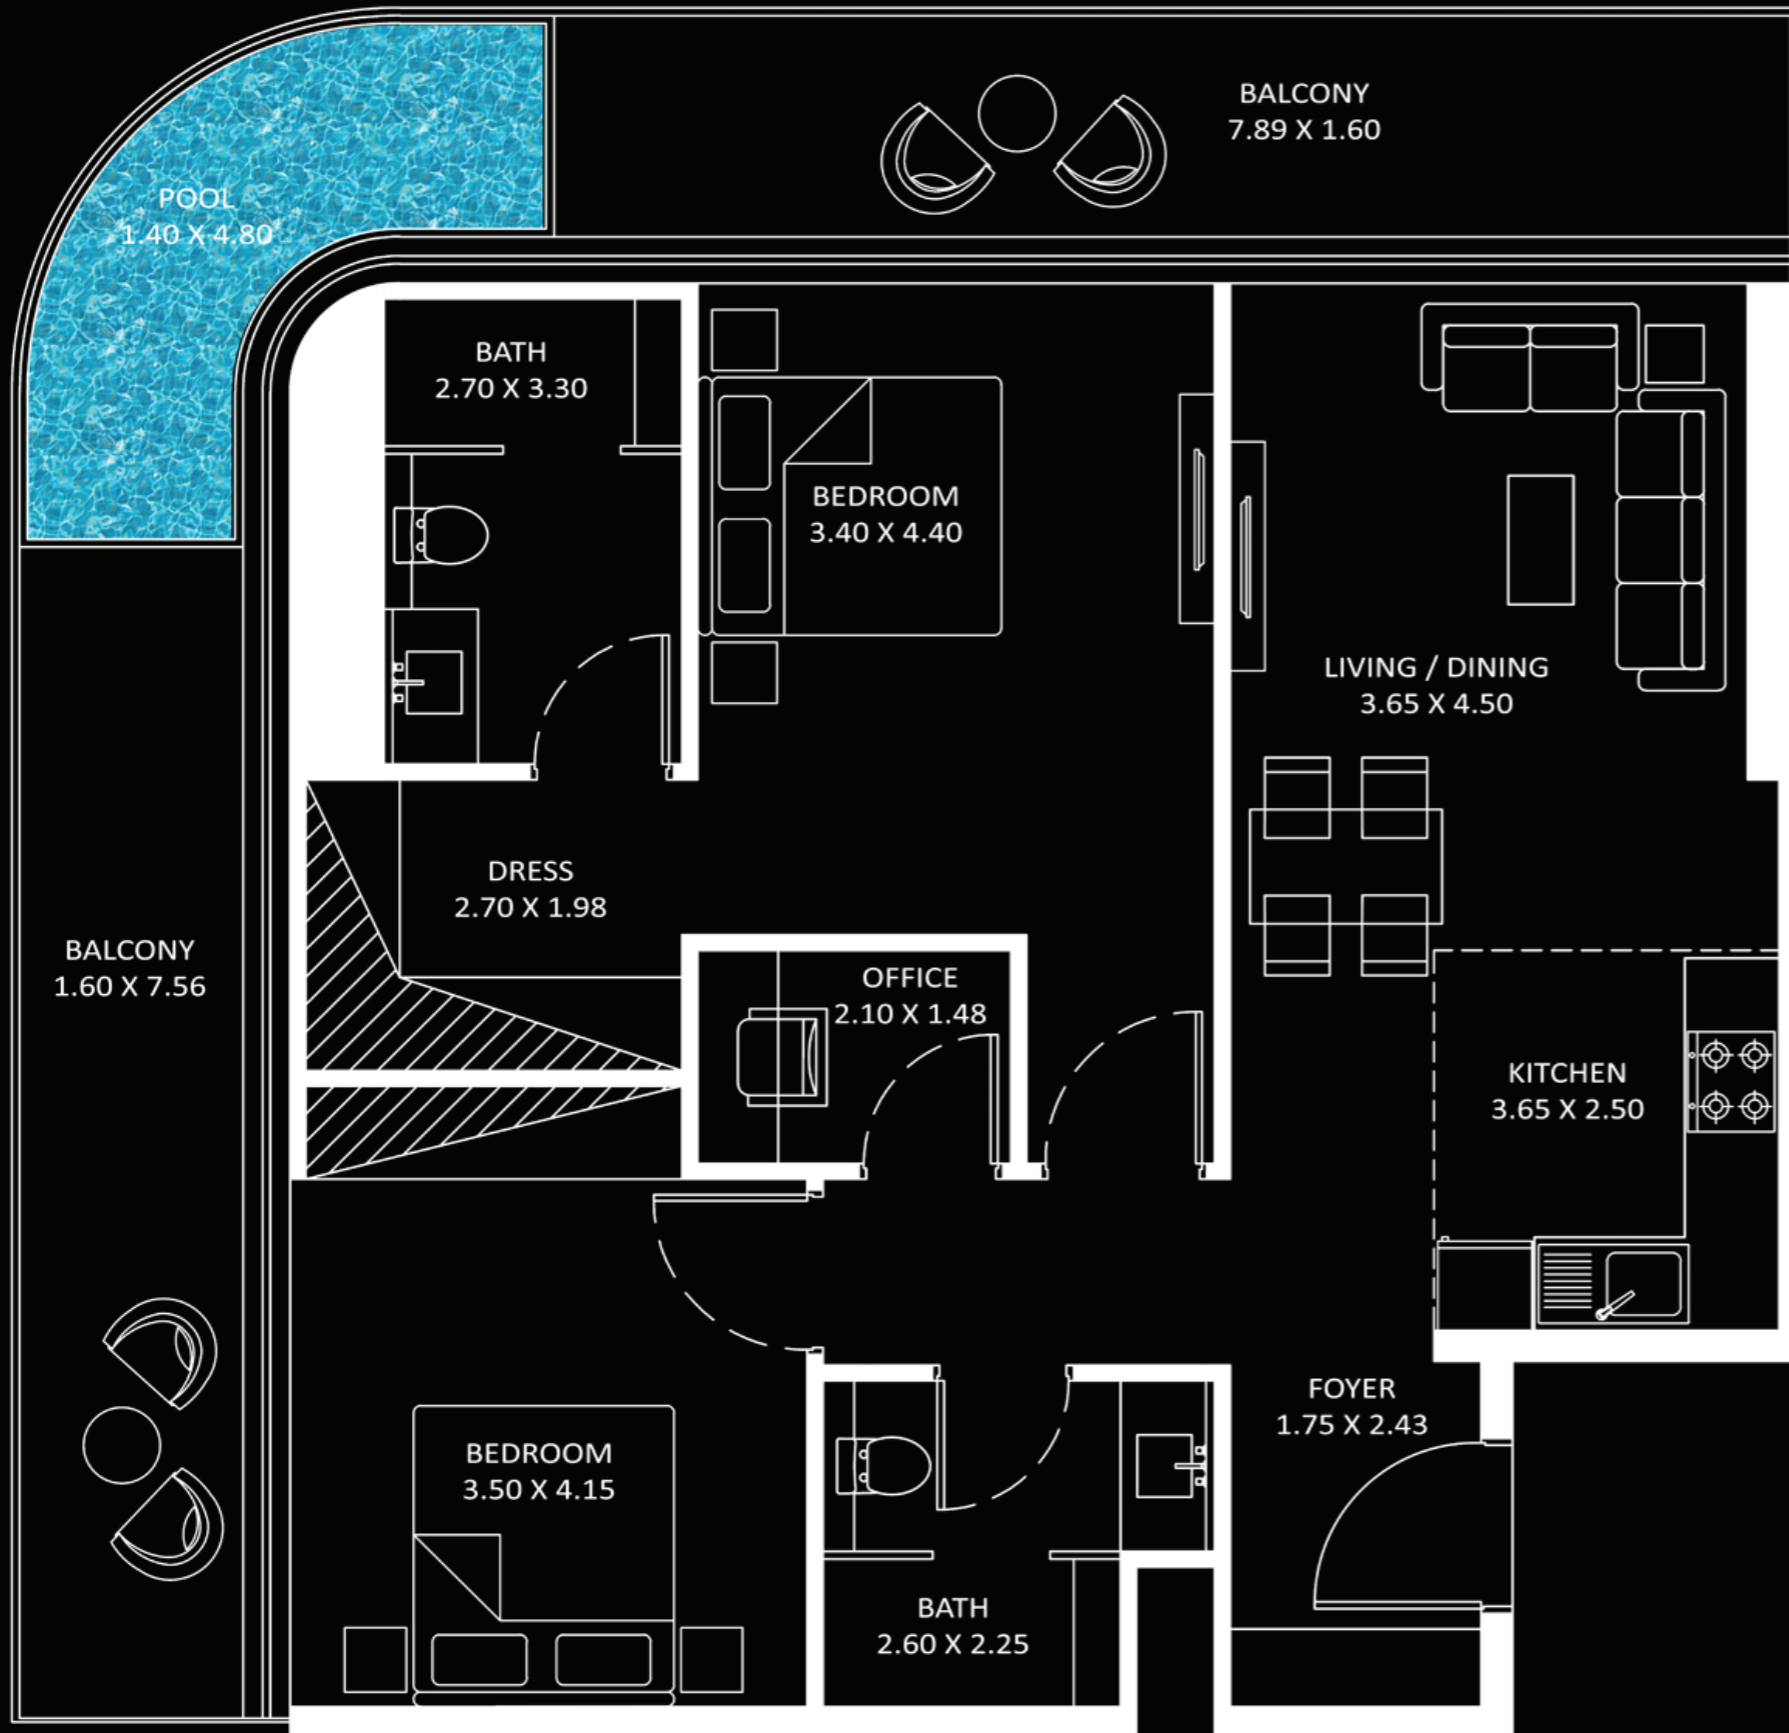 BALCONY
7.89 X 1.60
POOL
1.40 X 4.80
BATH
2.70 X 3.30
BEDROOM
3.40 X 4.40
LIVING / DINING
3.65 X 4.50
DRESS
2.70 X 1.98
BALCONY
1.60 X 7.56
OFFICE
2.10 X 1.48
KITCHEN
3.65 X 2.50
FOYER
1.75 X 2.43
BEDROOM
3.50 X 4.15
BATH
2.60 X 2.25